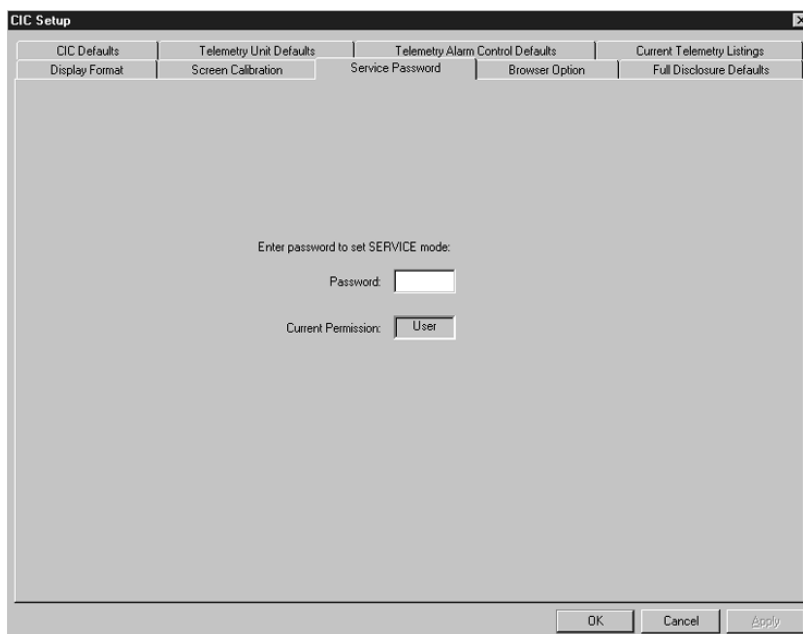 CIC Setup
CIC Defaults Telemetry Unit Defaults Telemetry Alarm Control Defaults Current Telemetry Listings
Display Format Screen Calibration Service Password Browser Option Full Disclosure Defaults
Enter password to set SERVICE mode:
Password:
Current Permission: User
OK Cancel Apply